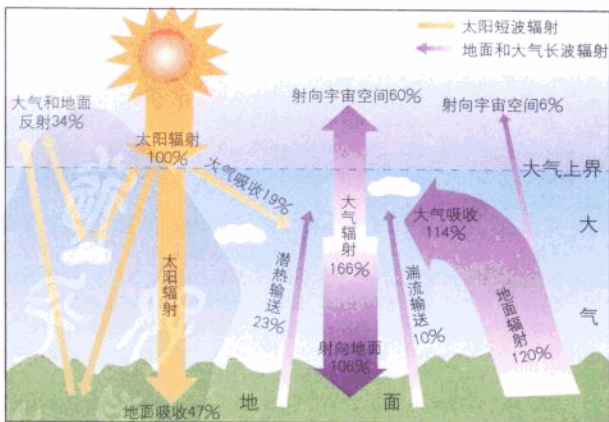 太阳短波辐射
地面和大气长波辐射
大气和地面
反射34%
射向宇宙空间60%
射向宇宙空间6%
太阳辐射
100%
大气上界
大气吸收19%
大气吸收
114%
大
气
太阳辐射
大气辐射
166%
潜热输送
23%
湍流输送
10%
地面辐射
120%
射向地面
106%
地面吸收47%
地
面